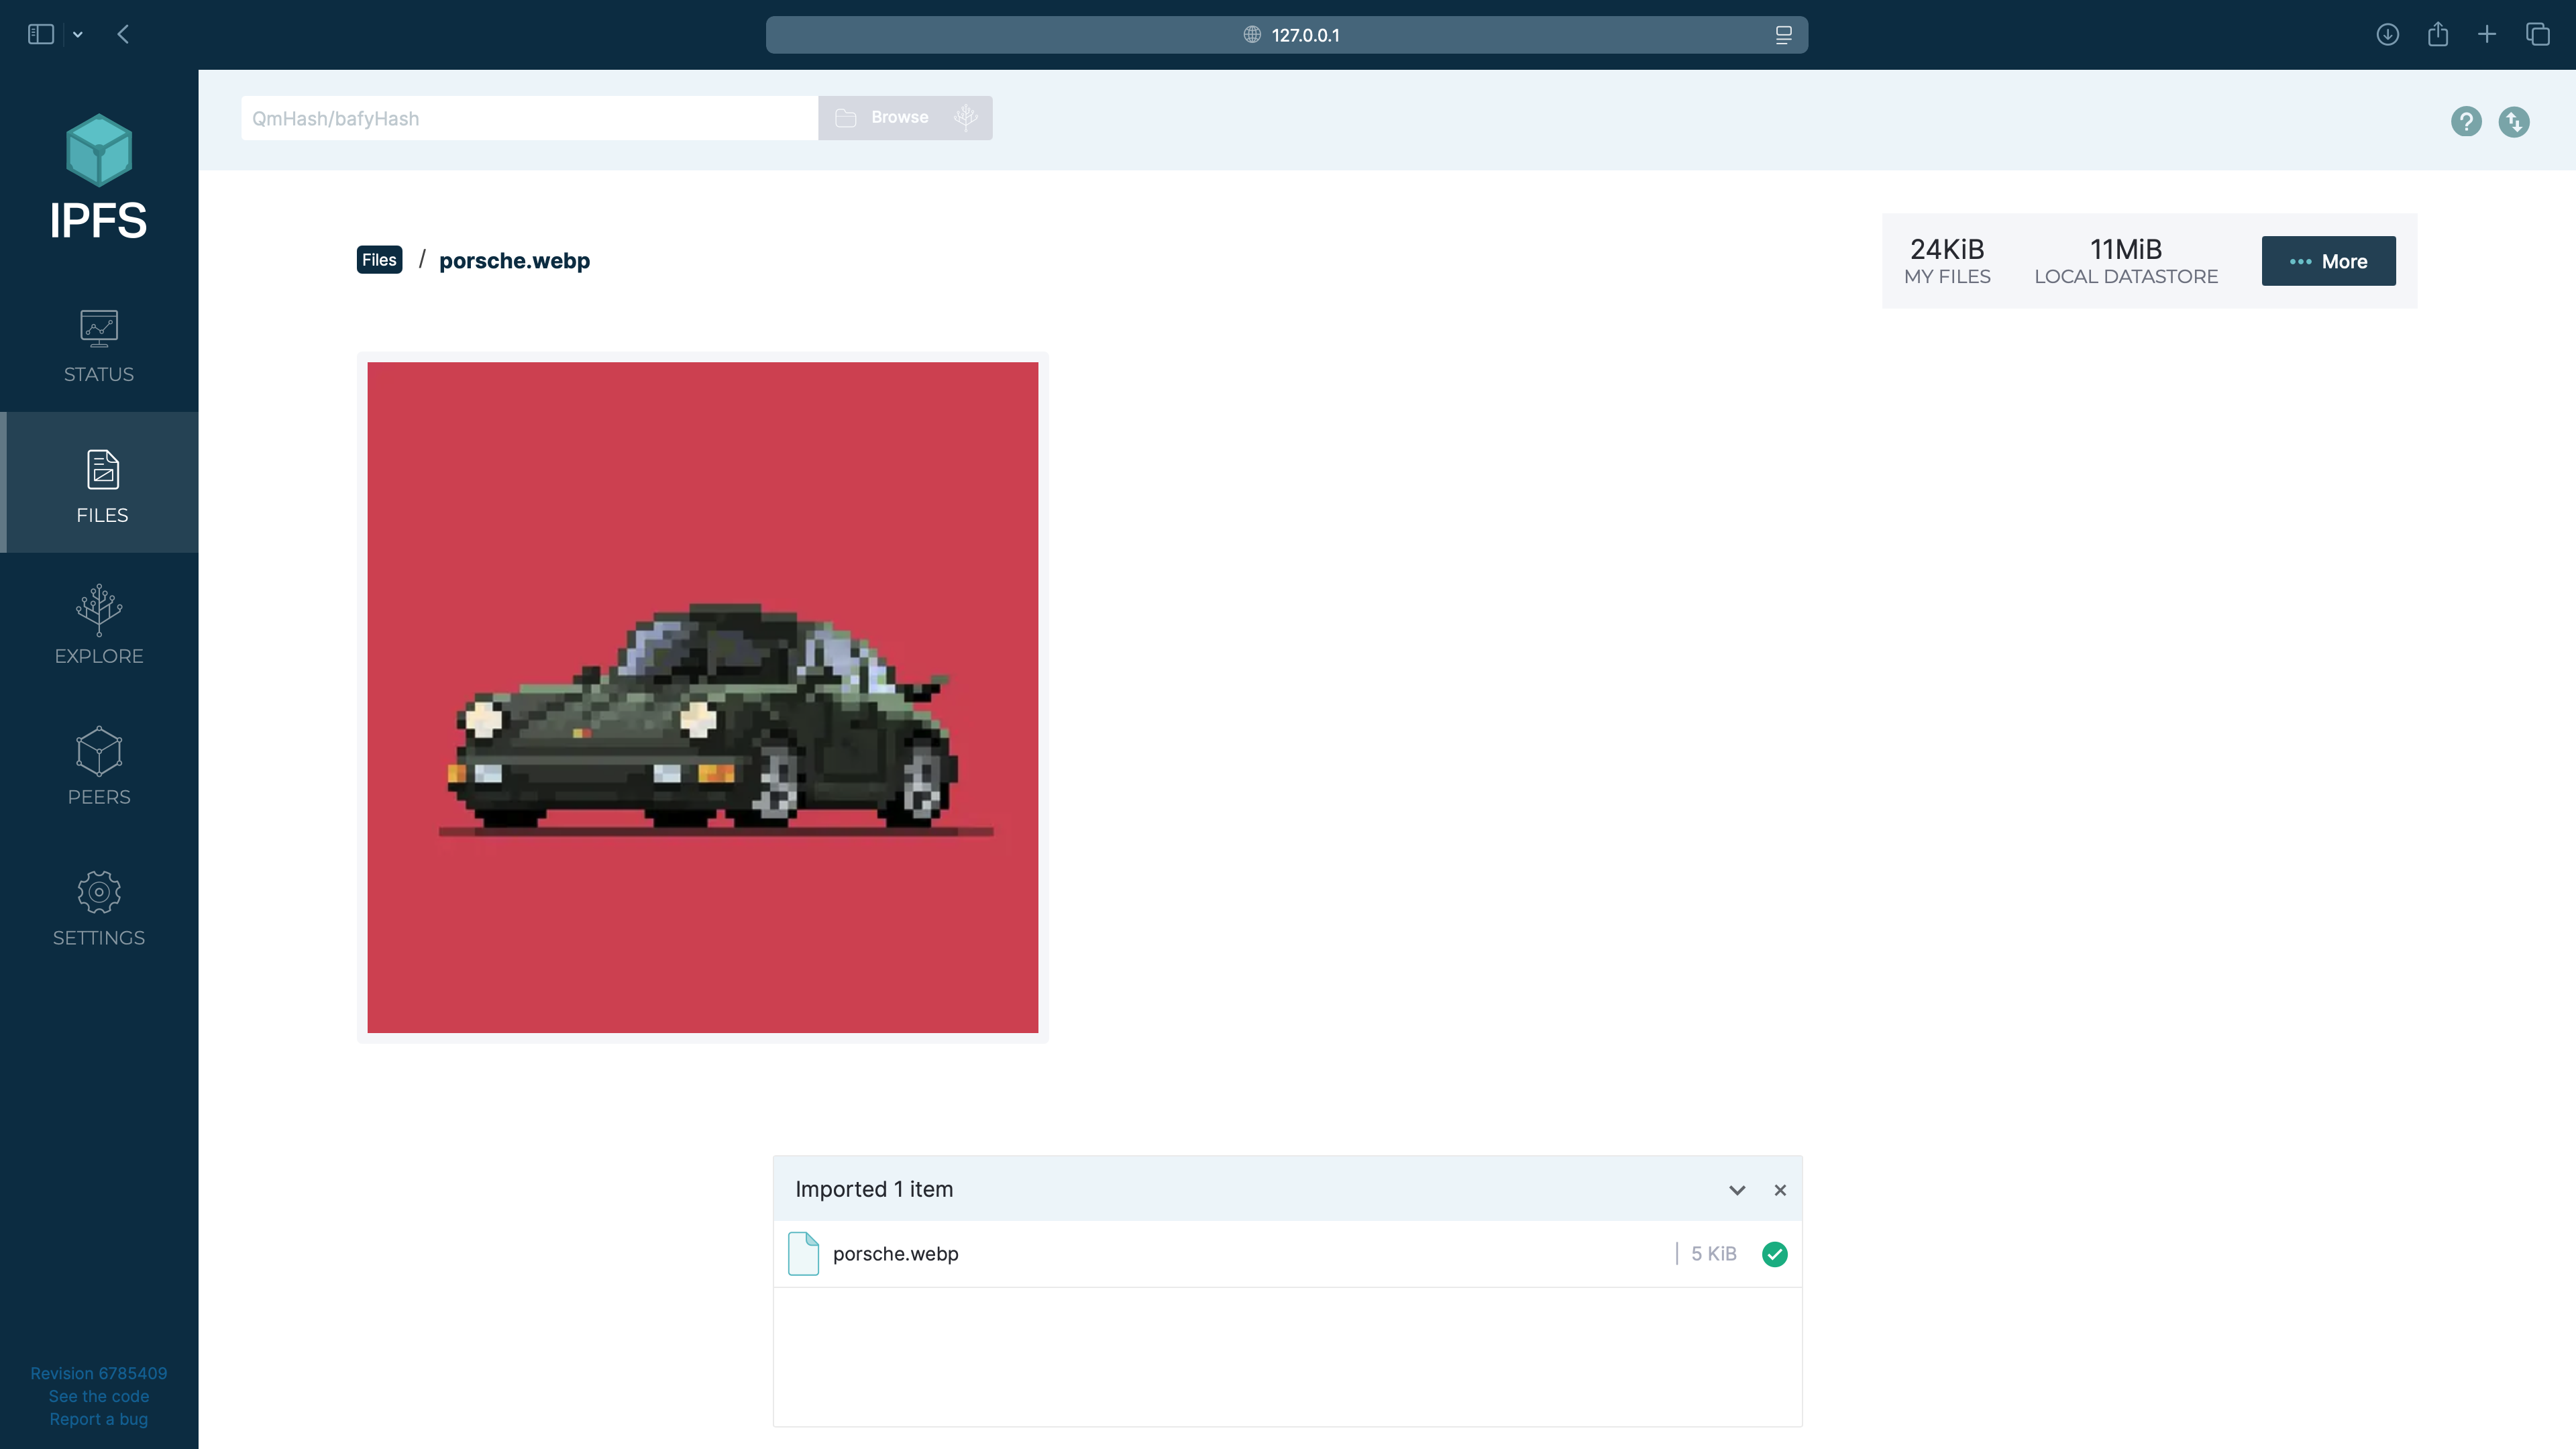 127.0.0.1
QmHash/bafyHash
Browse
IPFS
STATUS
FILES
EXPLORE
PEERS
SETTINGS
Revision 6785409
See the code
Report a bug
Files / porsche.webp
24KiB
MY FILES
11MiB
LOCAL DATASTORE
••• More
Imported 1 item
porsche.webp | 5 KiB